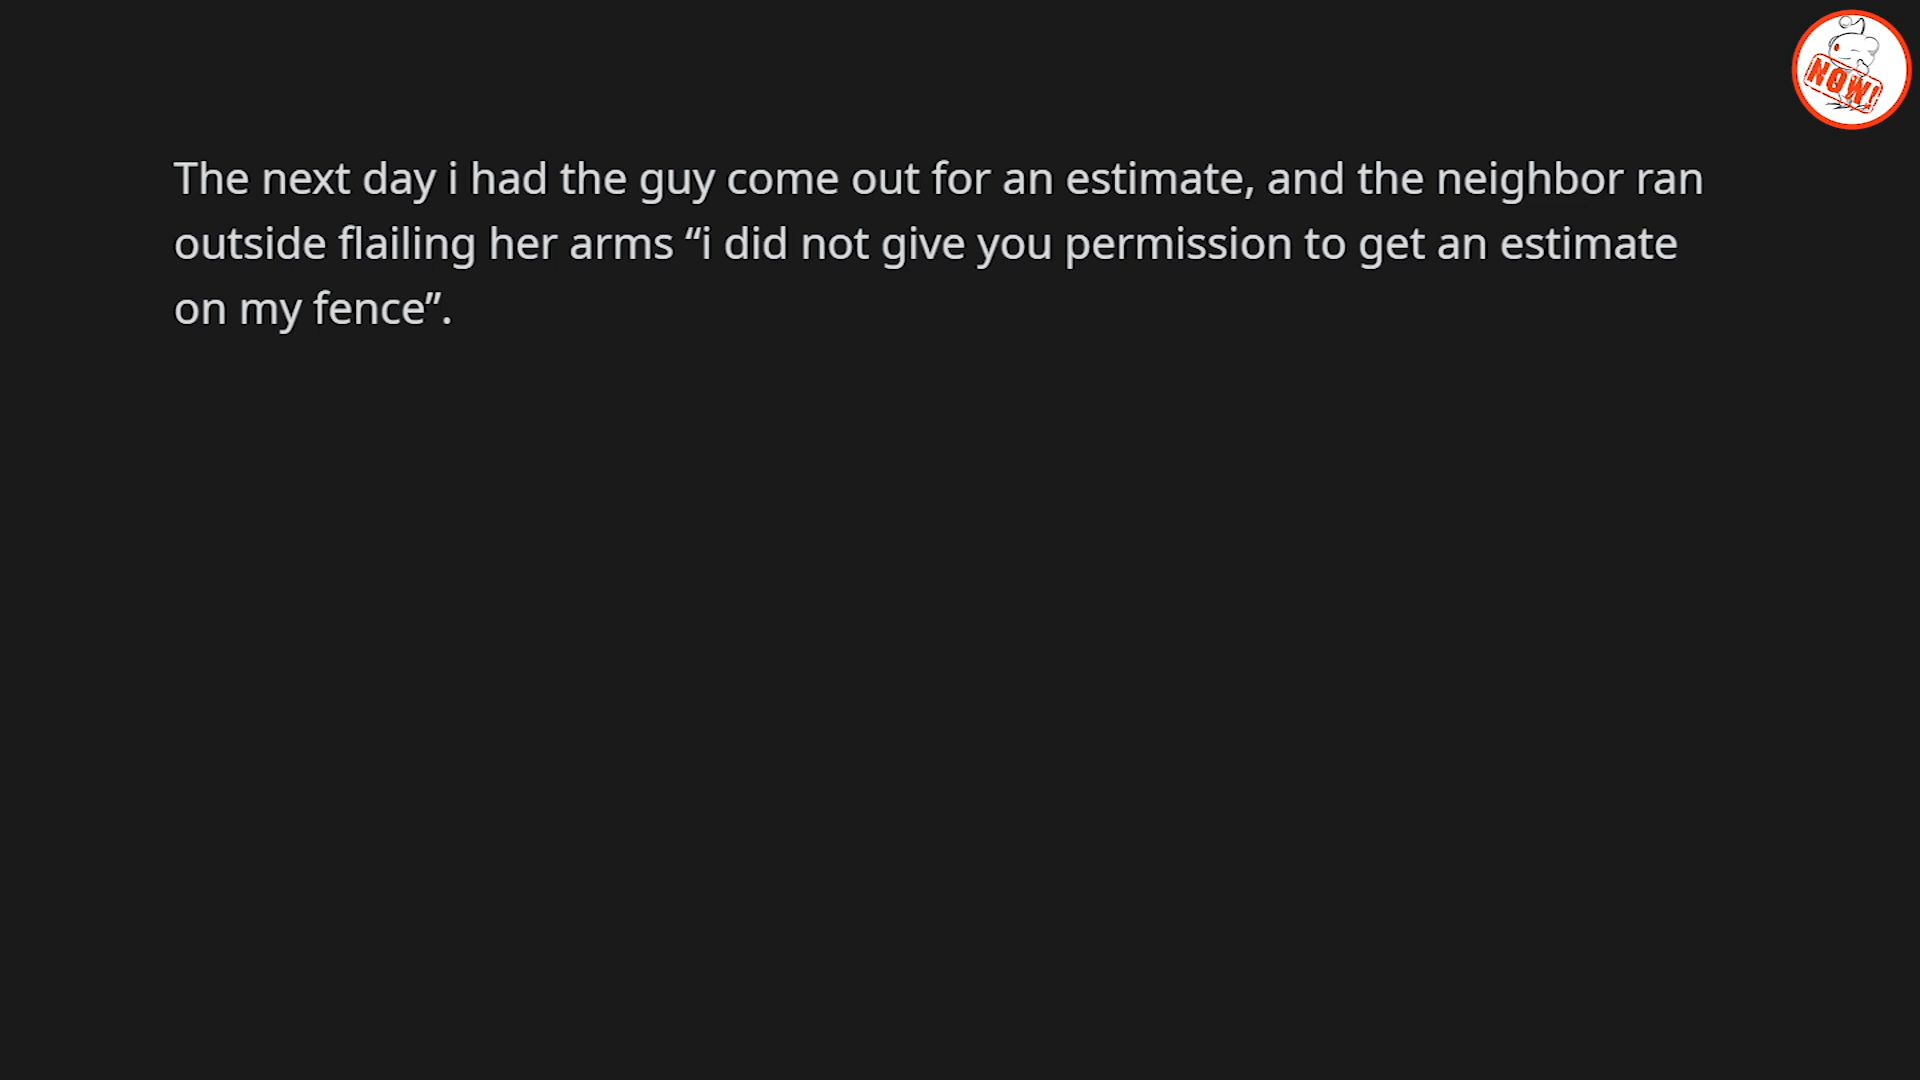 NOW!
The next day i had the guy come out for an estimate, and the neighbor ran
outside flailing her arms “i did not give you permission to get an estimate
on my fence”.